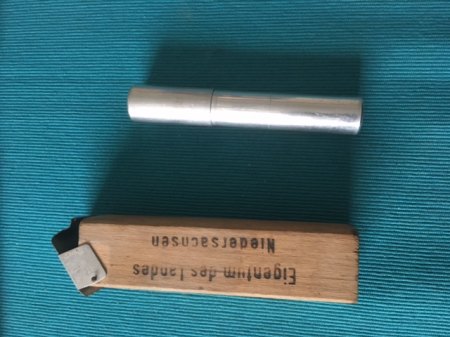 Eigentum des Landes
Niedersachsen